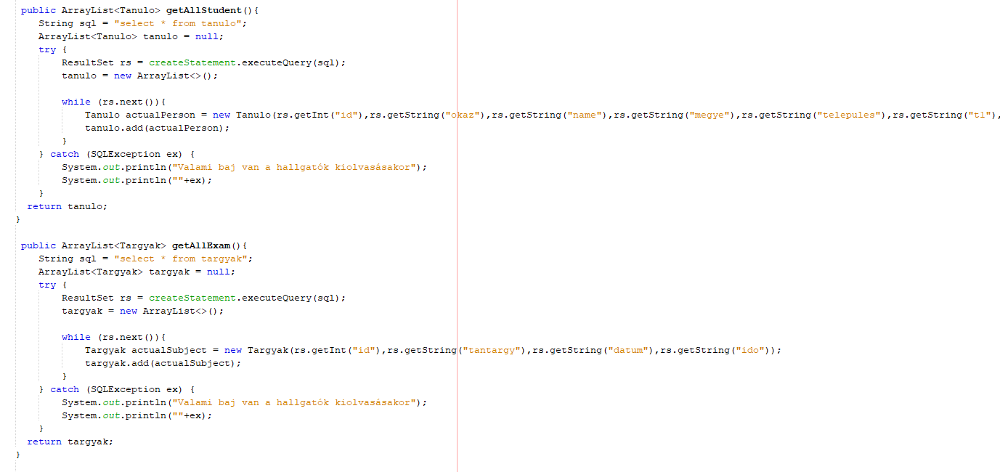 public ArrayList<Tanulo> getAllStudent(){
String sql = "select * from tanulo";
ArrayList<Tanulo> tanulo = null;
try {
ResultSet rs = createStatement.executeQuery(sql);
tanulo = new ArrayList<>();
while (rs.next()){
Tanulo actualPerson = new Tanulo(rs.getInt("id"),rs.getString("okaz"),rs.getString("name"),rs.getString("megye"),rs.getString("telepules"),rs.getString("t1"),
tanulo.add(actualPerson);
}
} catch (SQLException ex) {
System.out.println("Valami baj van a hallgatók kiolvasásakor");
System.out.println(""+ex);
}
return tanulo;
}
public ArrayList<Targyak> getAllExam(){
String sql = "select * from targyak";
ArrayList<Targyak> targyak = null;
try {
ResultSet rs = createStatement.executeQuery(sql);
targyak = new ArrayList<>();
while (rs.next()){
Targyak actualSubject = new Targyak(rs.getInt("id"),rs.getString("tantargy"),rs.getString("datum"),rs.getString("ido"));
targyak.add(actualSubject);
}
} catch (SQLException ex) {
System.out.println("Valami baj van a hallgatók kiolvasásakor");
System.out.println(""+ex);
}
return targyak;
}